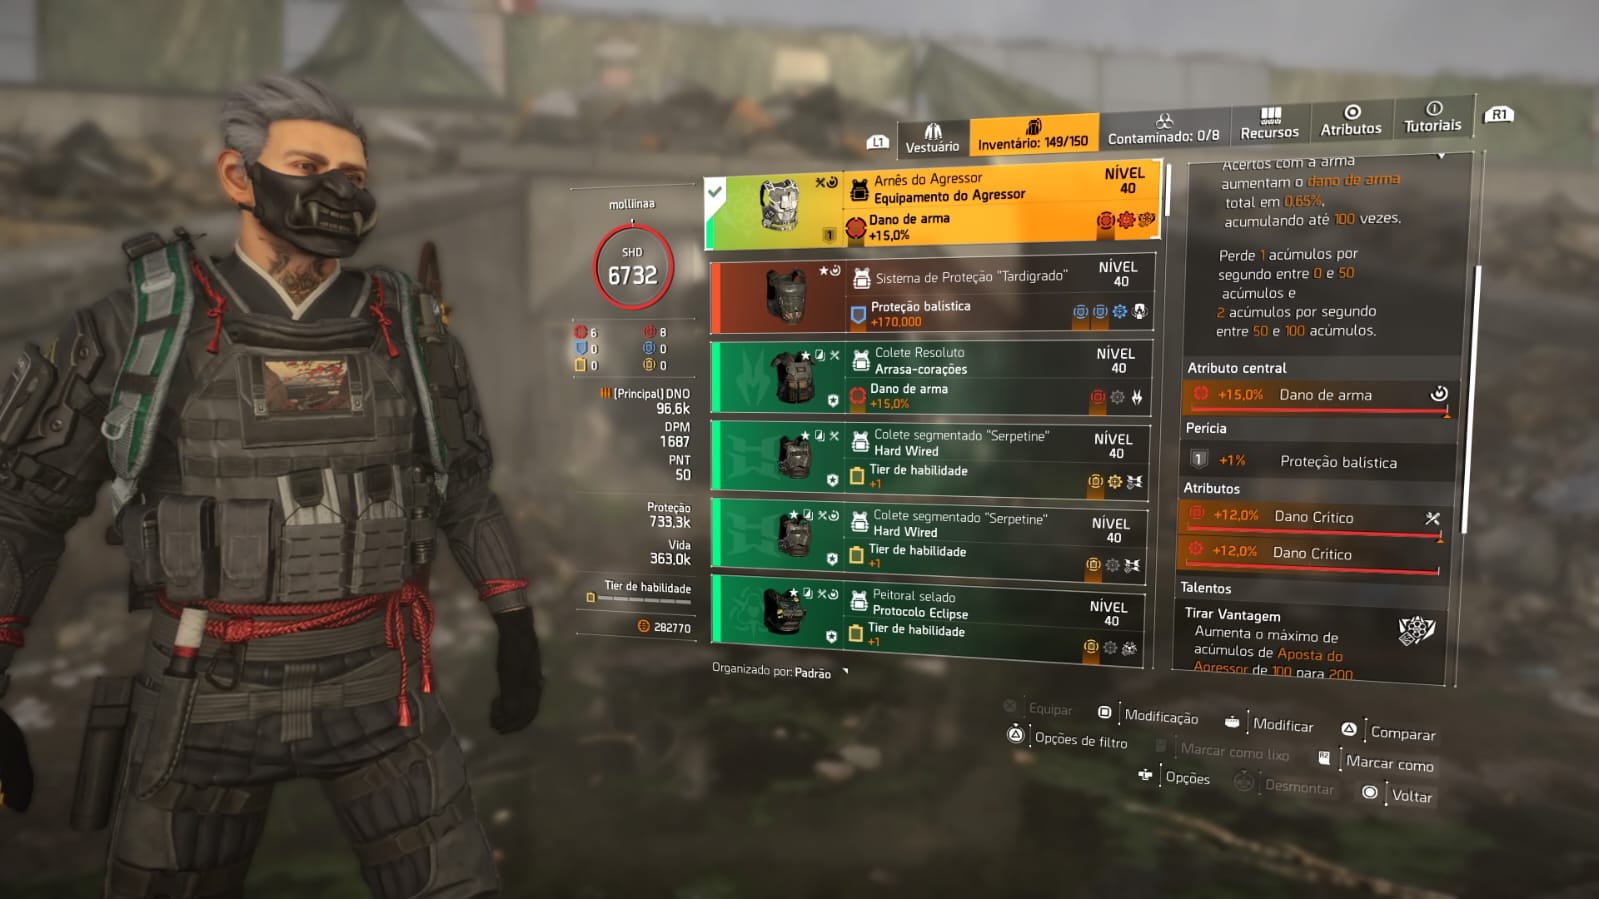 L1
Vestuário
Inventário: 149/150
Contaminado: 0/8
Recursos
Atributos
Tutoriais
R1
molliinaa
SHD
6732
6
8
0
0
0
0
[Principal] DNO
96,6k
DPM
1687
PNT
50
Proteção
733,3k
Vida
363,0k
Tier de habilidade
282770
Arnês do Agressor
Equipamento do Agressor
NÍVEL
40
Dano de arma
+15,0%
1
Sistema de Proteção "Tardigrado"
NÍVEL
40
Proteção balística
+170.000
Colete Resoluto
Arrasa-corações
NÍVEL
40
Dano de arma
+15,0%
Colete segmentado "Serpetine"
Hard Wired
NÍVEL
40
Tier de habilidade
+1
Colete segmentado "Serpetine"
Hard Wired
NÍVEL
40
Tier de habilidade
+1
Peitoral selado
Protocolo Eclipse
NÍVEL
40
Tier de habilidade
+1
Organizado por: Padrão
Acertos com a arma
aumentam o dano de arma
total em 0,65%,
acumulando até 100 vezes.
Perde 1 acúmulos por
segundo entre 0 e 50
acúmulos e
2 acúmulos por segundo
entre 50 e 100 acúmulos.
Atributo central
+15,0% Dano de arma
Perícia
1 +1% Proteção balística
Atributos
+12,0% Dano Crítico
+12,0% Dano Crítico
Talentos
Tirar Vantagem
Aumenta o máximo de
acúmulos de Aposta do
Agressor de 100 para 200
Equipar
Modificação
Modificar
Comparar
Opções de filtro
Marcar como lixo
R2
Marcar como
Opções
Desmontar
Voltar